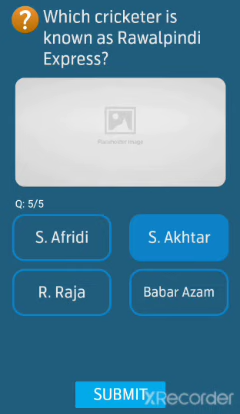 ?
Which cricketer is
known as Rawalpindi
Express?
Placeholder Image
Q: 5/5
S. Afridi
S. Akhtar
R. Raja
Babar Azam
SUBMIT
XRecorder